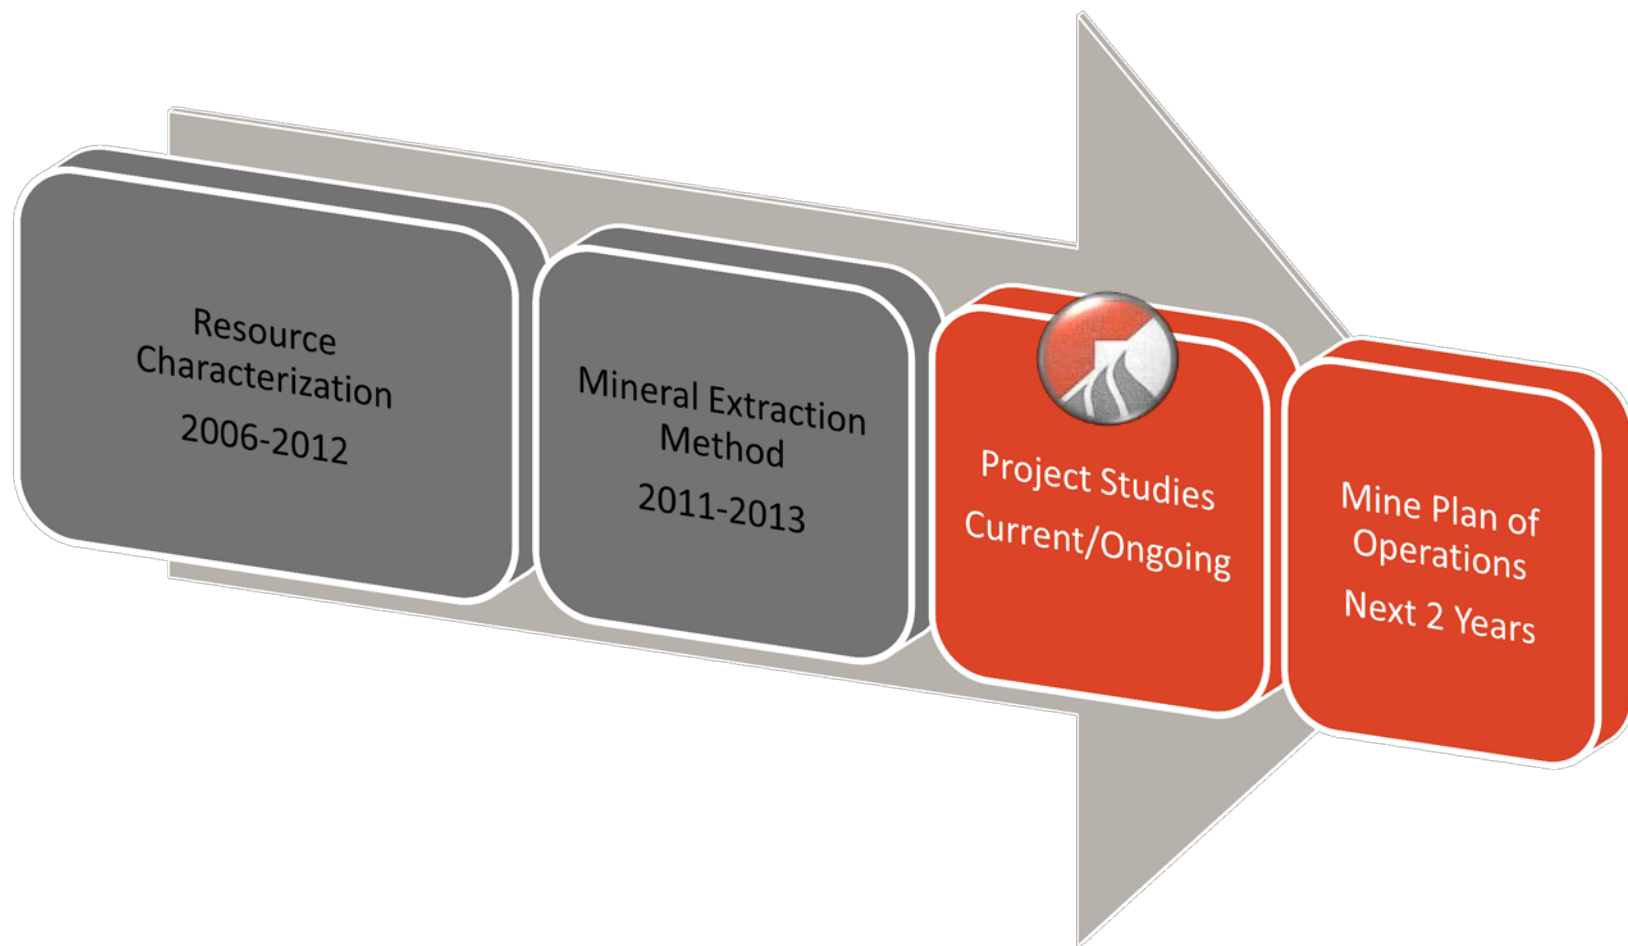 Resource
Characterization
2006-2012
Mineral Extraction
Method
2011-2013
Project Studies
Current/Ongoing
Mine Plan of
Operations
Next 2 Years